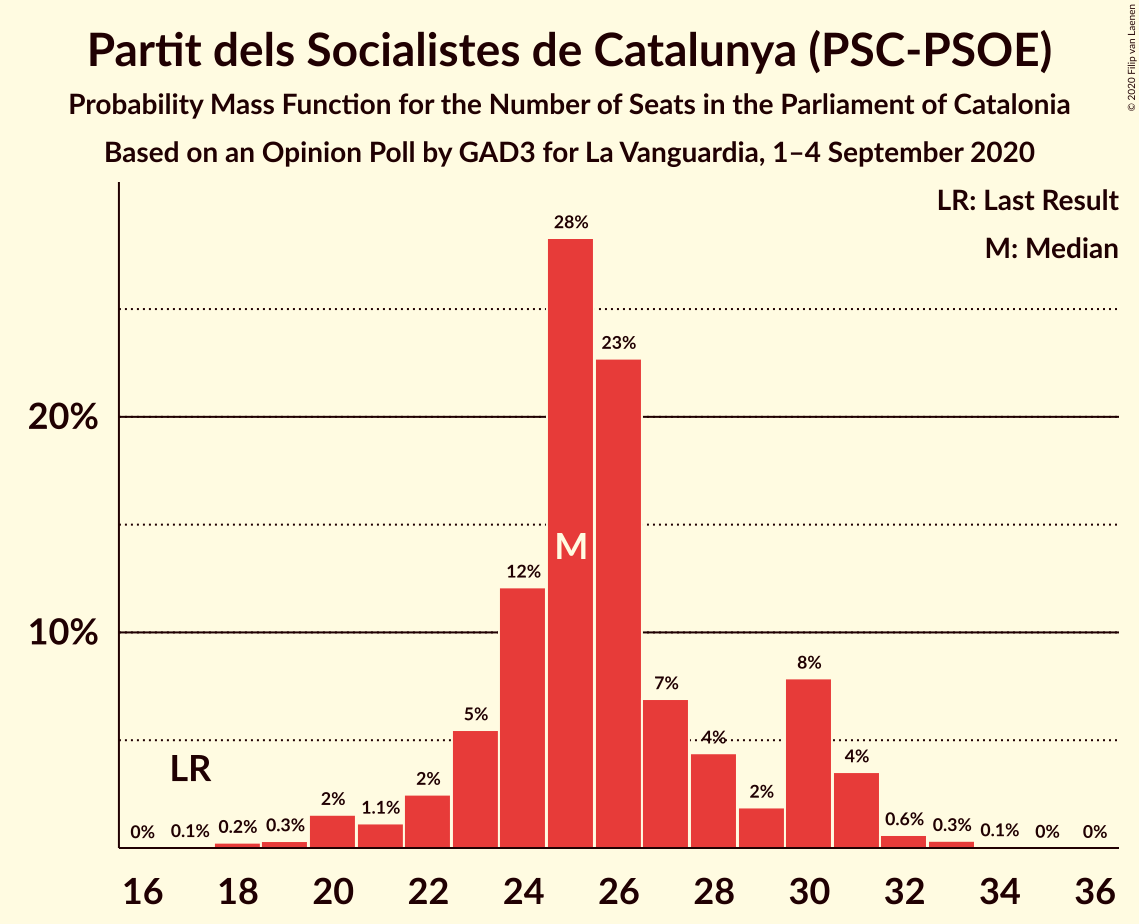 Partit dels Socialistes de Catalunya (PSC-PSOE)
Probability Mass Function for the Number of Seats in the Parliament of Catalonia
Based on an Opinion Poll by GAD3 for La Vanguardia, 1–4 September 2020
© 2020 Filip van Laenen
LR: Last Result
M: Median
28%
23%
20%
M
12%
10%
8%
7%
5%
4%
4%
LR
2%
2%
2%
1.1%
0%
0.1%
0.2%
0.3%
0.6%
0.3%
0.1%
0%
0%
16 18 20 22 24 26 28 30 32 34 36